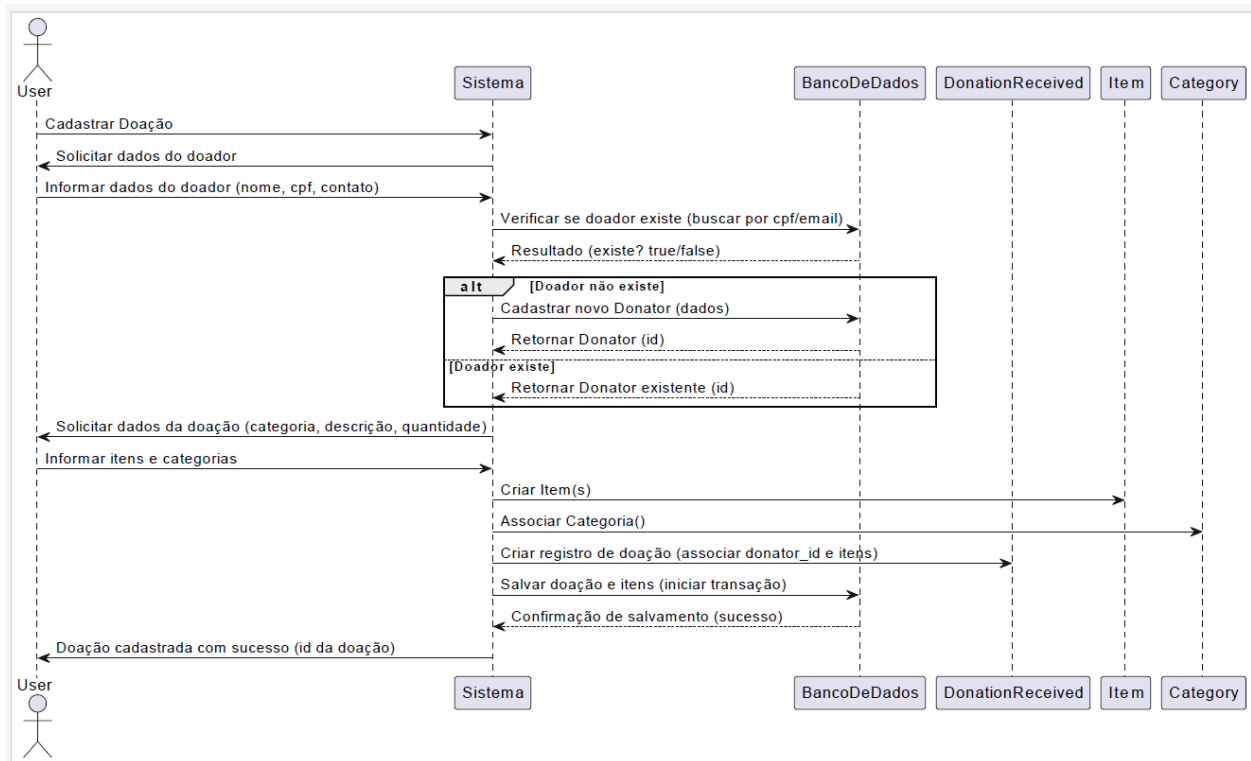 User
Sistema
BancoDeDados
DonationReceived
Item
Category
Cadastrar Doação
Solicitar dados do doador
Informar dados do doador (nome, cpf, contato)
Verificar se doador existe (buscar por cpf/email)
Resultado (existe? true/false)
alt [Doador não existe]
Cadastrar novo Donator (dados)
Retornar Donator (id)
[Doador existe]
Retornar Donator existente (id)
Solicitar dados da doação (categoria, descrição, quantidade)
Informar itens e categorias
Criar Item(s)
Associar Categoria()
Criar registro de doação (associar donator_id e itens)
Salvar doação e itens (iniciar transação)
Confirmação de salvamento (sucesso)
Doação cadastrada com sucesso (id da doação)
User
Sistema
BancoDeDados
DonationReceived
Item
Category